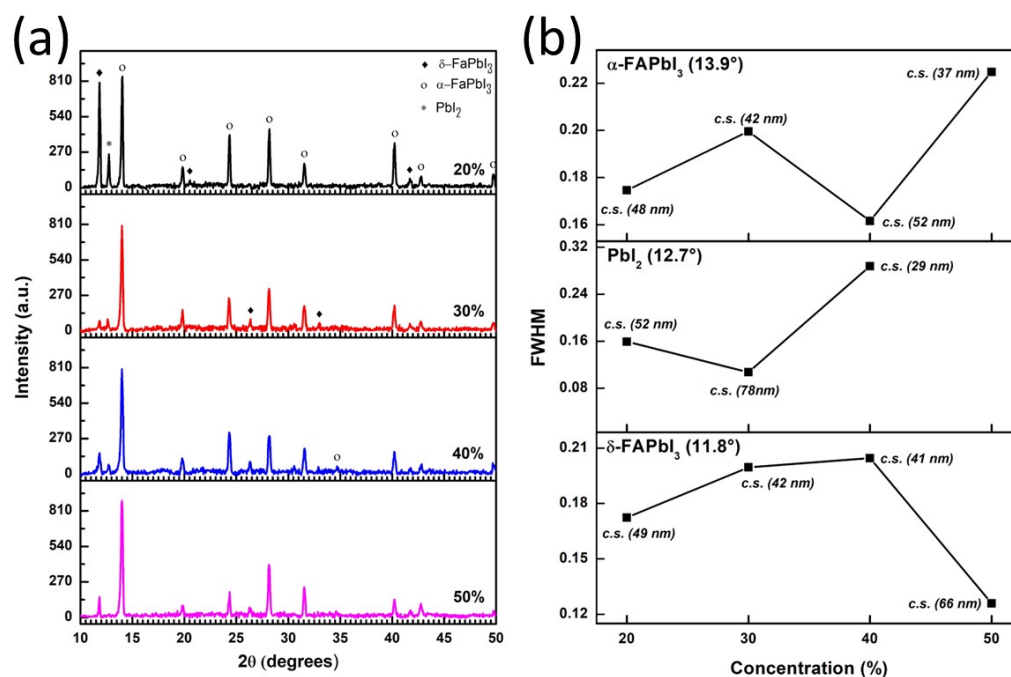 (a)
◆ δ–FaPbI₃
○ α–FaPbI₃
* PbI₂
810
540
270
0
20%
810
540
270
0
30%
810
540
270
0
40%
810
540
270
0
50%
Intensity (a.u.)
10 15 20 25 30 35 40 45 50
2θ (degrees)
(b)
α-FAPbI₃ (13.9°)
0.22
0.20
0.18
0.16
c.s. (48 nm)
c.s. (42 nm)
c.s. (52 nm)
c.s. (37 nm)
PbI₂ (12.7°)
0.32
0.24
0.16
0.08
c.s. (52 nm)
c.s. (78nm)
c.s. (29 nm)
δ-FAPbI₃ (11.8°)
0.21
0.18
0.15
0.12
c.s. (49 nm)
c.s. (42 nm)
c.s. (41 nm)
c.s. (66 nm)
FWHM
20 30 40 50
Concentration (%)